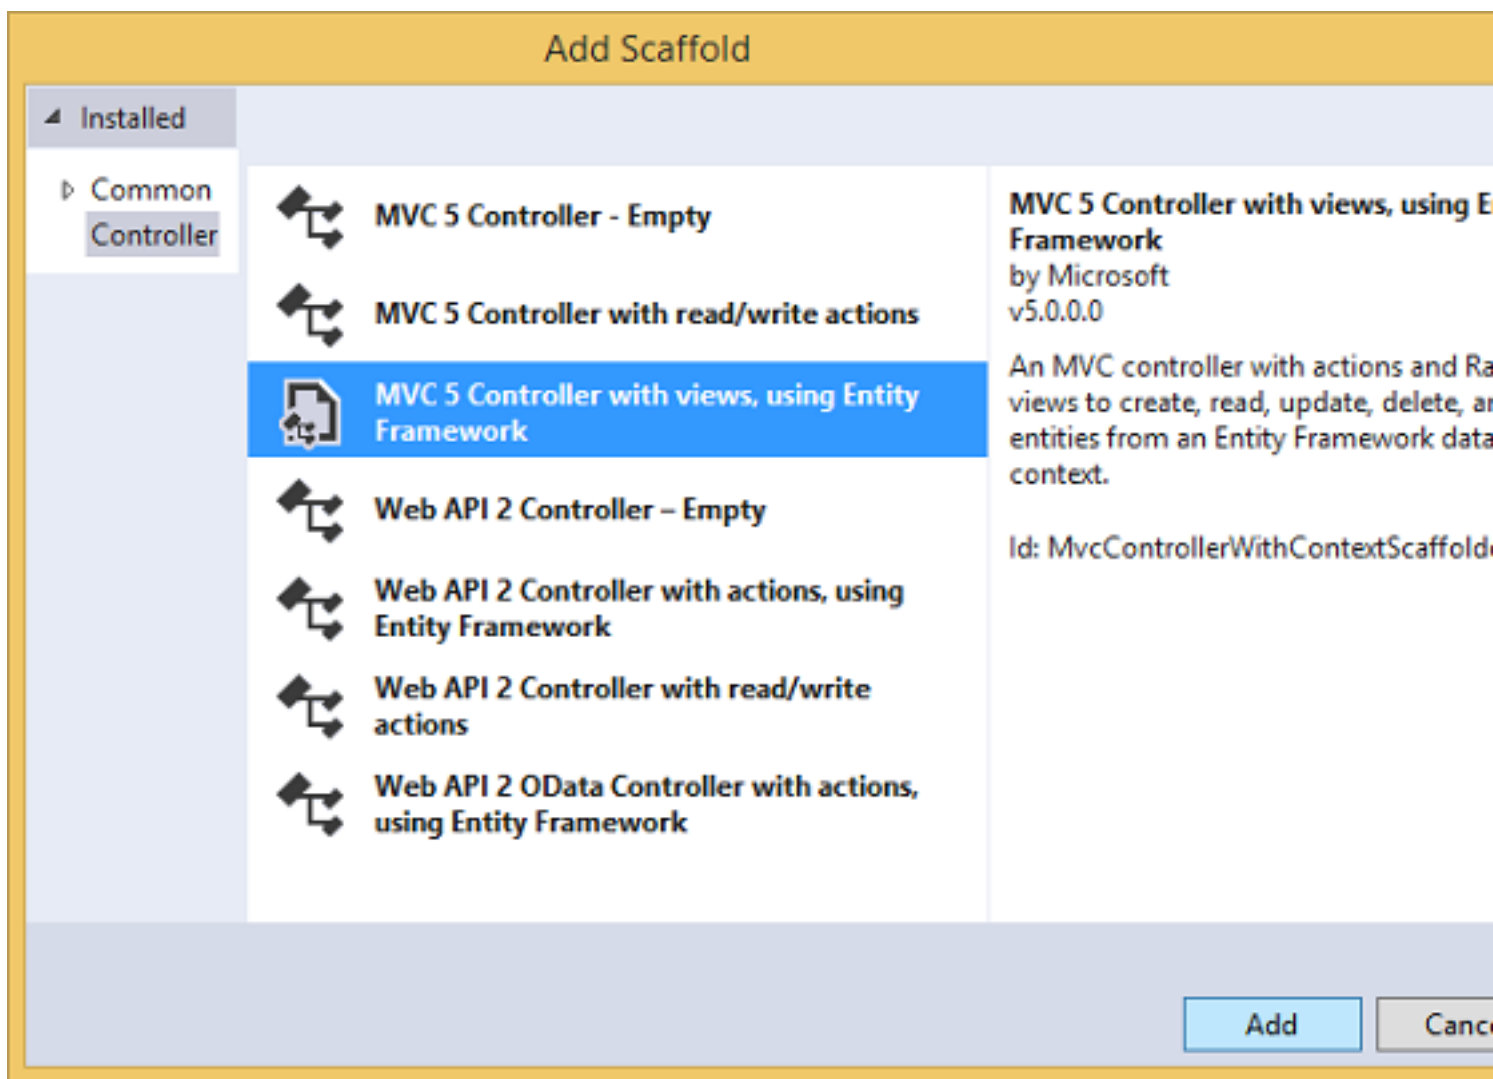 Add Scaffold
Installed
Common
Controller
MVC 5 Controller - Empty
MVC 5 Controller with read/write actions
MVC 5 Controller with views, using Entity
Framework
Web API 2 Controller – Empty
Web API 2 Controller with actions, using
Entity Framework
Web API 2 Controller with read/write
actions
Web API 2 OData Controller with actions,
using Entity Framework
MVC 5 Controller with views, using
Framework
by Microsoft
v5.0.0.0
An MVC controller with actions and
views to create, read, update, delete,
entities from an Entity Framework data
context.
Id:
Add